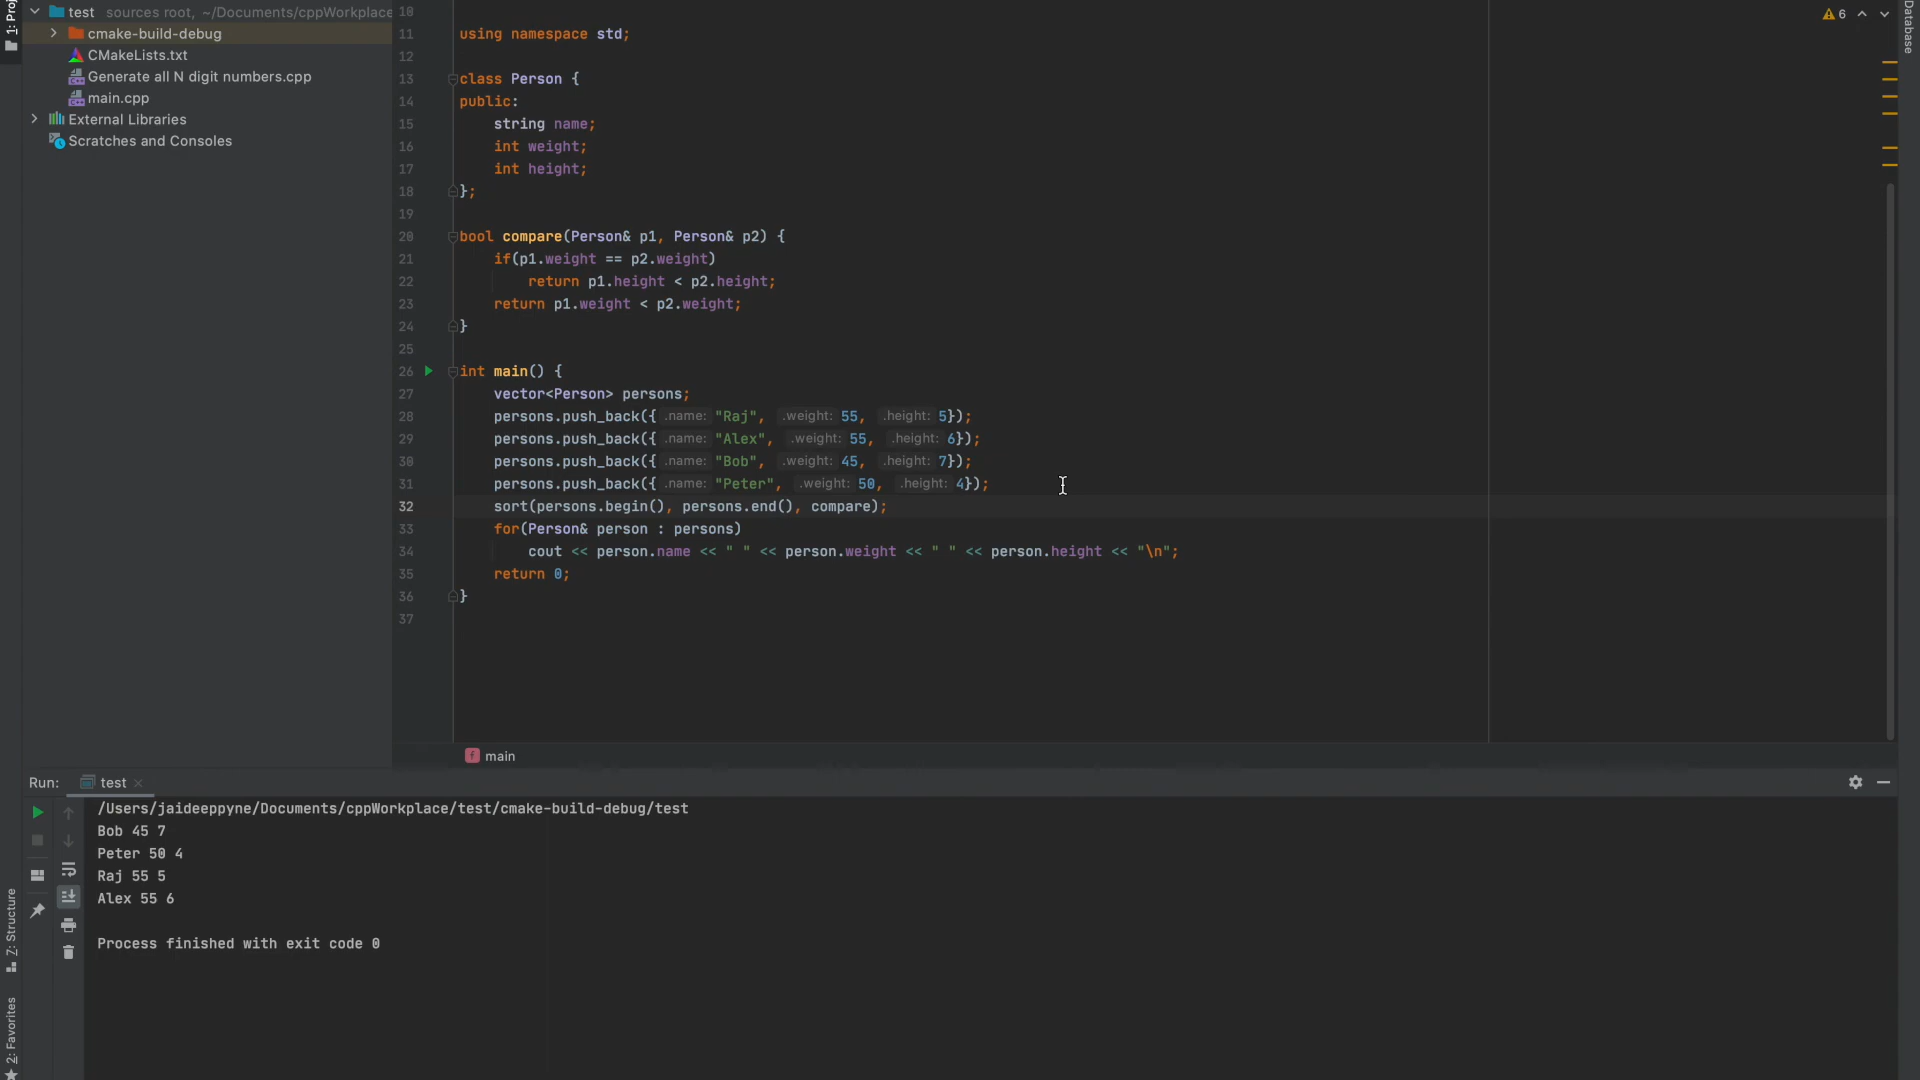 1: Proj
test sources root, ~/Documents/cppWorkplace
cmake-build-debug
CMakeLists.txt
Generate all N digit numbers.cpp
main.cpp
External Libraries
Scratches and Consoles
10
11 using namespace std;
12
13 class Person {
14 public:
15 string name;
16 int weight;
17 int height;
18 };
19
20 bool compare(Person& p1, Person& p2) {
21 if(p1.weight == p2.weight)
22 return p1.height < p2.height;
23 return p1.weight < p2.weight;
24 }
25
26 int main() {
27 vector<Person> persons;
28 persons.push_back({ .name: "Raj", .weight: 55, .height: 5});
29 persons.push_back({ .name: "Alex", .weight: 55, .height: 6});
30 persons.push_back({ .name: "Bob", .weight: 45, .height: 7});
31 persons.push_back({ .name: "Peter", .weight: 50, .height: 4});
32 sort(persons.begin(), persons.end(), compare);
33 for(Person& person : persons)
34 cout << person.name << " " << person.weight << " " << person.height << "\n";
35 return 0;
36 }
37
6
Database
f main
Run: test
/Users/jaideeppyne/Documents/cppWorkplace/test/cmake-build-debug/test
Bob 45 7
Peter 50 4
Raj 55 5
Alex 55 6
Process finished with exit code 0
Z: Structure
2: Favorites